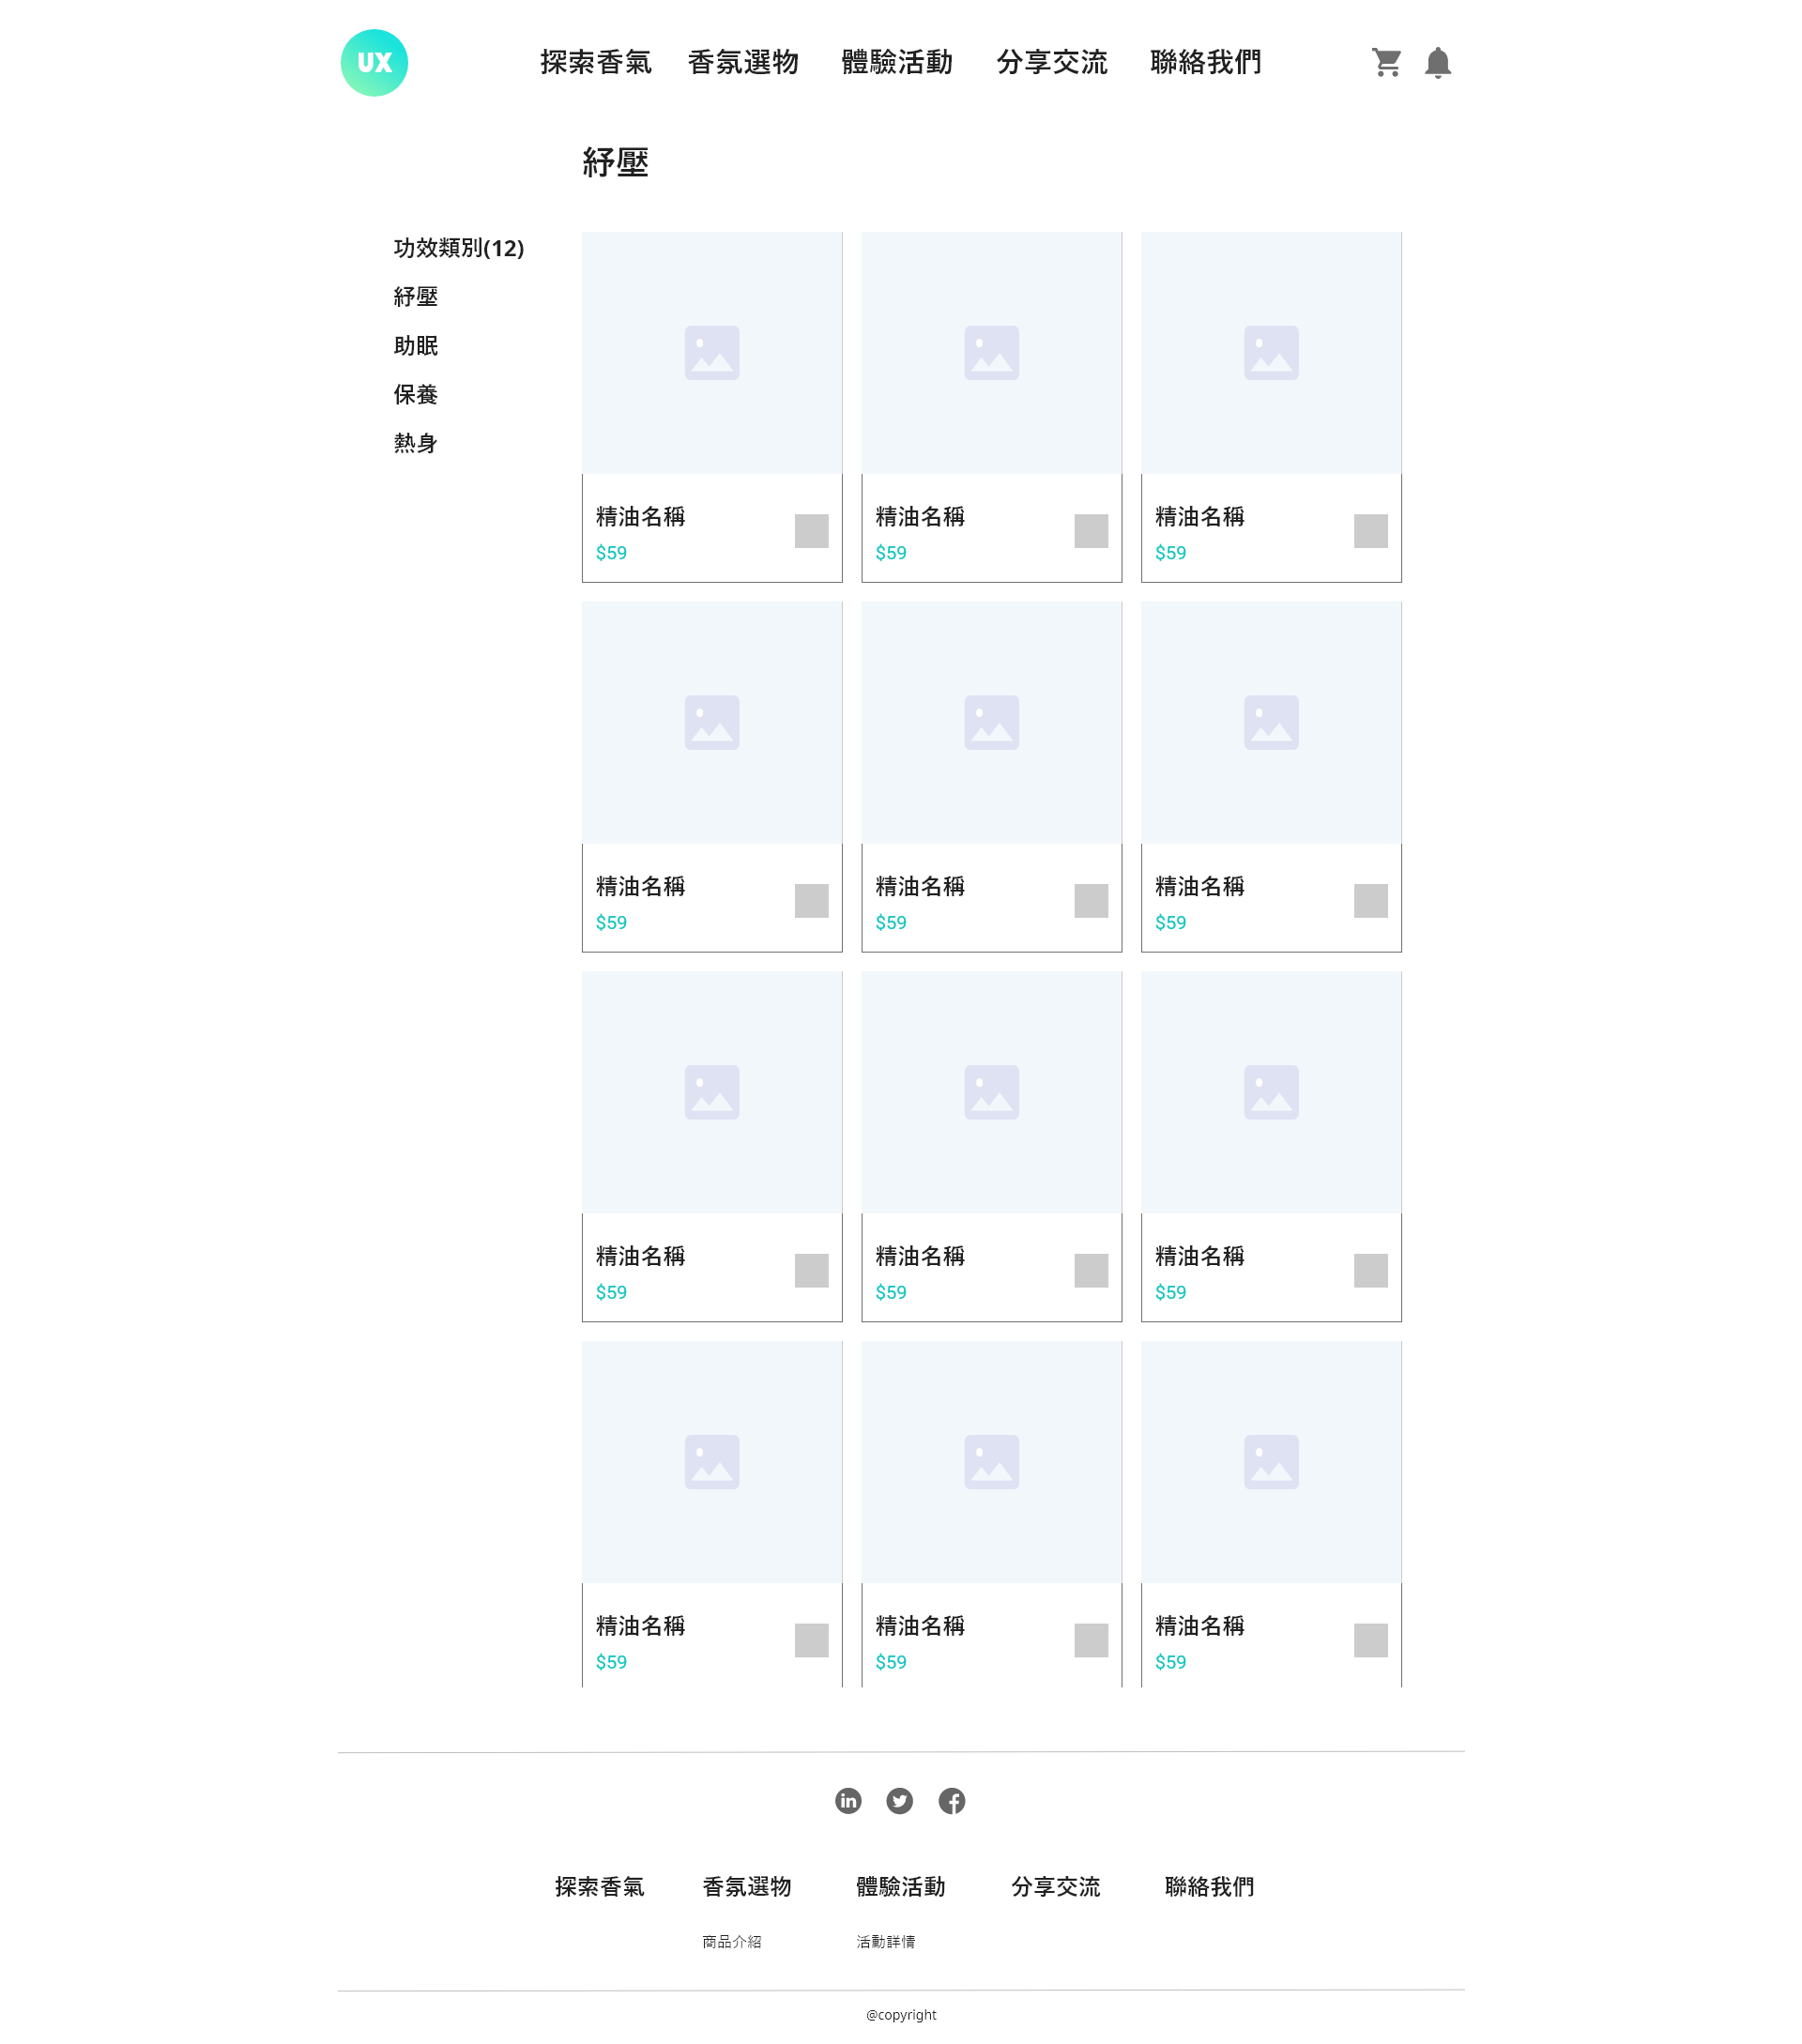 UX
探索香氣 香氛選物 體驗活動 分享交流 聯絡我們
紓壓
功效類別(12)
紓壓
助眠
保養
熱身
精油名稱 精油名稱 精油名稱
$59 $59 $59
精油名稱 精油名稱 精油名稱
$59 $59 $59
精油名稱 精油名稱 精油名稱
$59 $59 $59
精油名稱 精油名稱 精油名稱
$59 $59 $59
in
探索香氣 香氛選物 體驗活動 分享交流 聯絡我們
商品介紹 活動詳情
@copyright